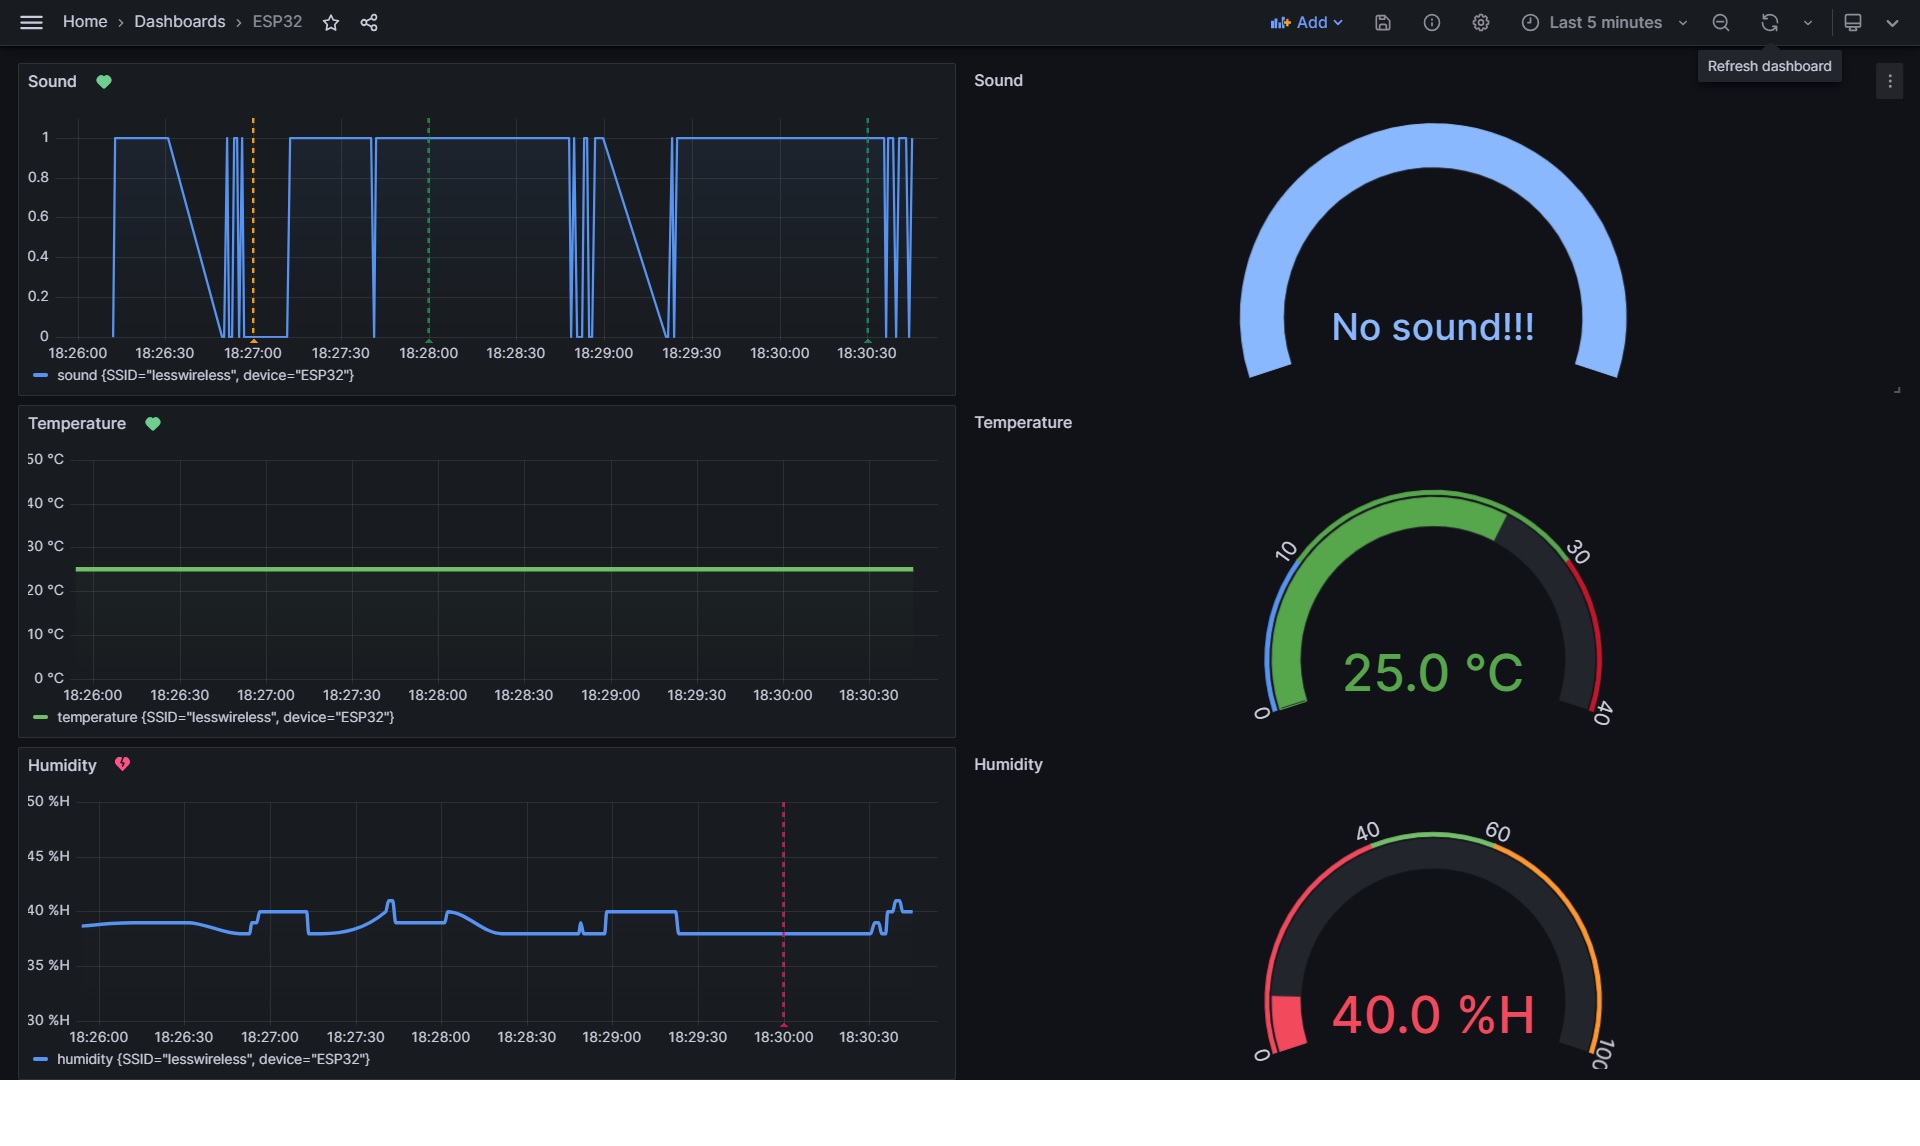 Home › Dashboards › ESP32
Add
Last 5 minutes
Refresh dashboard
Sound
1
0.8
0.6
0.4
0.2
0
18:26:00 18:26:30 18:27:00 18:27:30 18:28:00 18:28:30 18:29:00 18:29:30 18:30:00 18:30:30
sound {SSID="lesswireless", device="ESP32"}
Sound
No sound!!!
Temperature
50 °C
40 °C
30 °C
20 °C
10 °C
0 °C
18:26:00 18:26:30 18:27:00 18:27:30 18:28:00 18:28:30 18:29:00 18:29:30 18:30:00 18:30:30
temperature {SSID="lesswireless", device="ESP32"}
Temperature
0
10
30
40
25.0 °C
Humidity
50 %H
45 %H
40 %H
35 %H
30 %H
18:26:00 18:26:30 18:27:00 18:27:30 18:28:00 18:28:30 18:29:00 18:29:30 18:30:00 18:30:30
humidity {SSID="lesswireless", device="ESP32"}
Humidity
0
40
60
100
40.0 %H